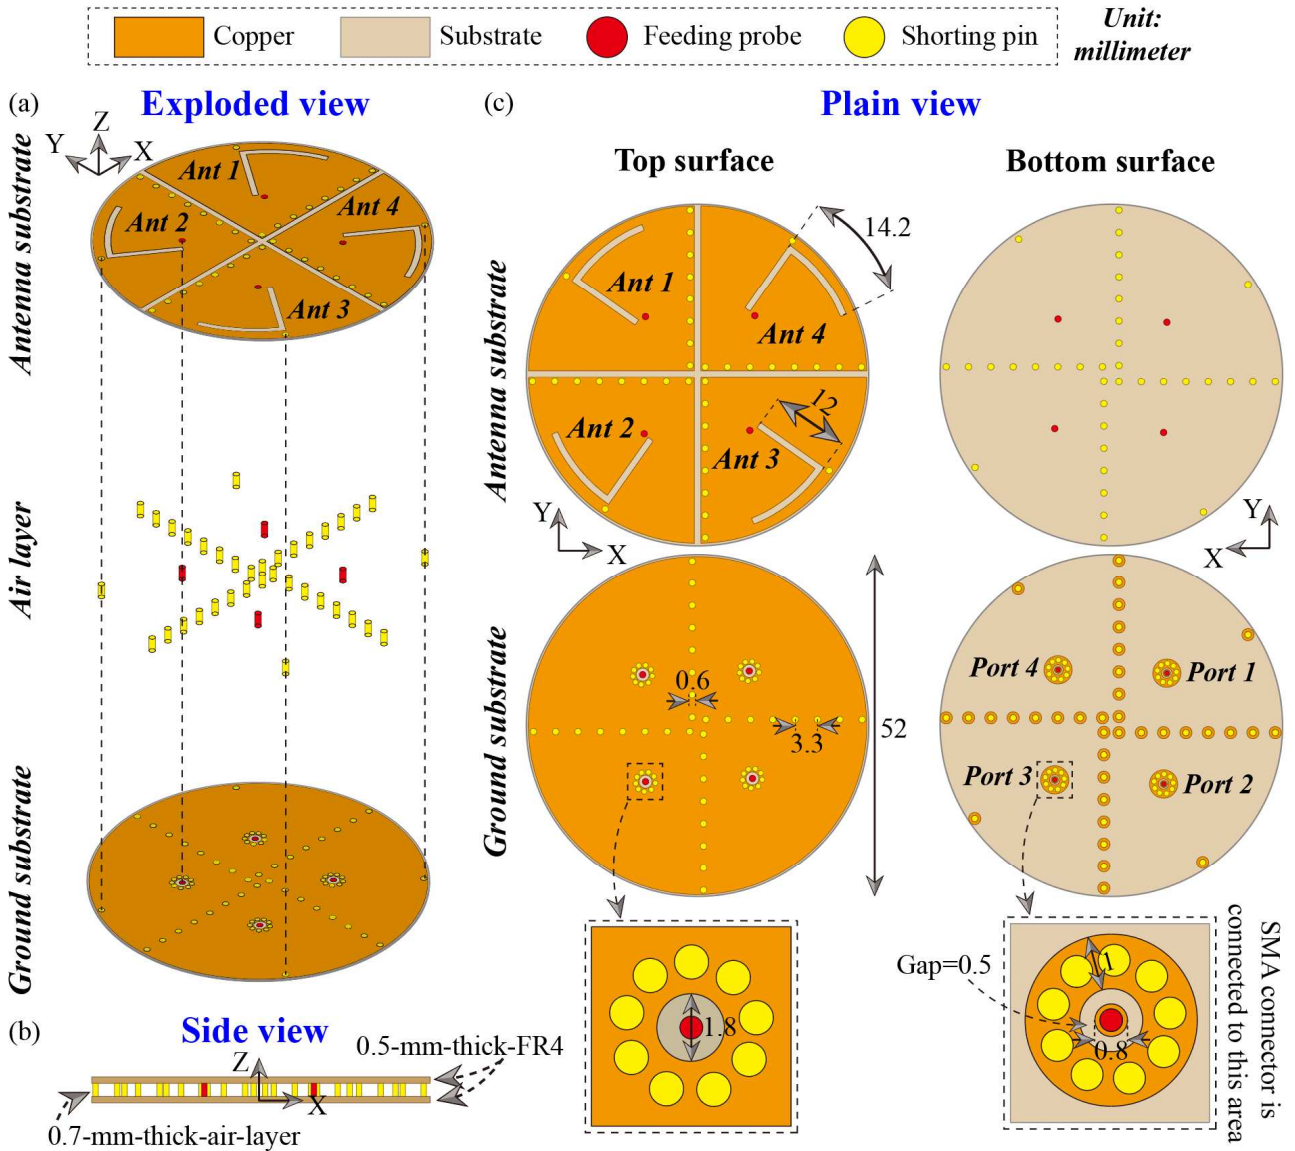 Copper
Substrate
Feeding probe
Shorting pin
Unit:
millimeter
(a)
Exploded view
Z
Y
X
Antenna substrate
Ant 1
Ant 2
Ant 4
Ant 3
Air layer
Ground substrate
(b)
Side view
Z
X
0.5-mm-thick-FR4
0.7-mm-thick-air-layer
(c)
Plain view
Top surface
Bottom surface
Antenna substrate
14.2
Ant 1
Ant 4
12
Ant 2
Ant 3
Y
X
Y
X
Ground substrate
0.6
3.3
52
Port 4
Port 1
Port 3
Port 2
1.8
Gap=0.5
1
0.8
SMA connector is
connected to this area